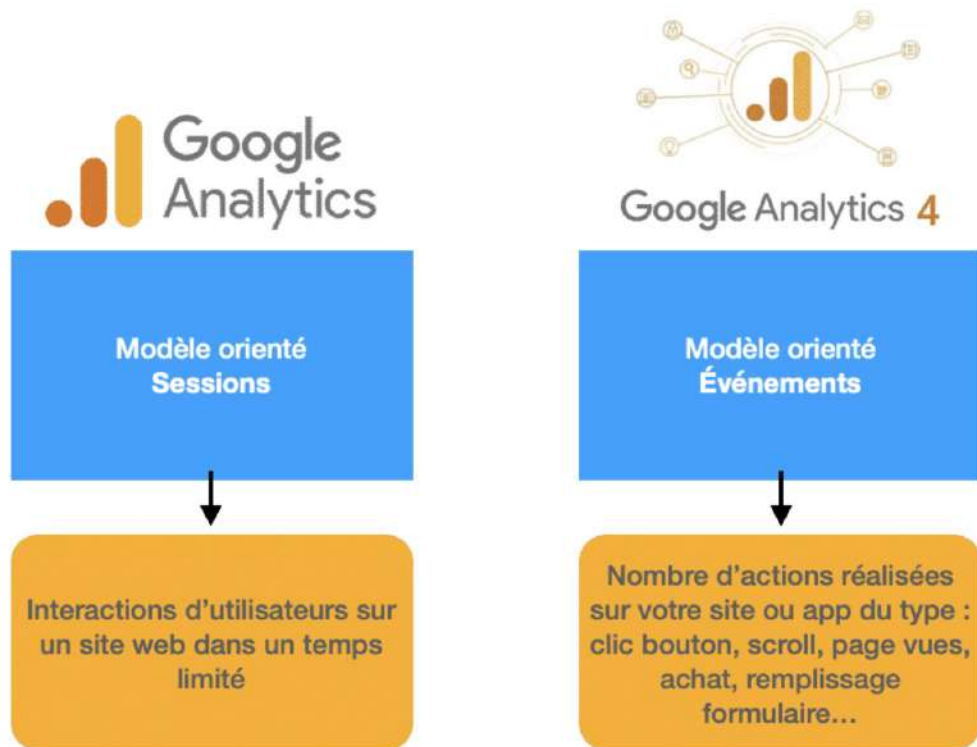 Google
Analytics
Google Analytics 4
Modèle orienté
Sessions
Modèle orienté
Événements
Interactions d'utilisateurs sur
un site web dans un temps
limité
Nombre d'actions réalisées
sur votre site ou app du type :
clic bouton, scroll, page vues,
achat, remplissage
formulaire...